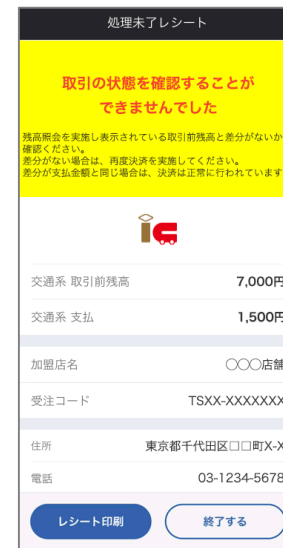 処理未了レシート
取引の状態を確認することが
できませんでした
残高照会を実施し表示されている取引前残高と差分がないか
確認ください。
差分がない場合は、再度決済を実施してください。
差分が支払金額と同じ場合は、決済は正常に行われています
交通系 取引前残高 7,000円
交通系 支払 1,500円
加盟店名 〇〇〇店舗
受注コード TSXX-XXXXXXX
住所 東京都千代田区□□町X-X
電話 03-1234-5678
レシート印刷 終了する